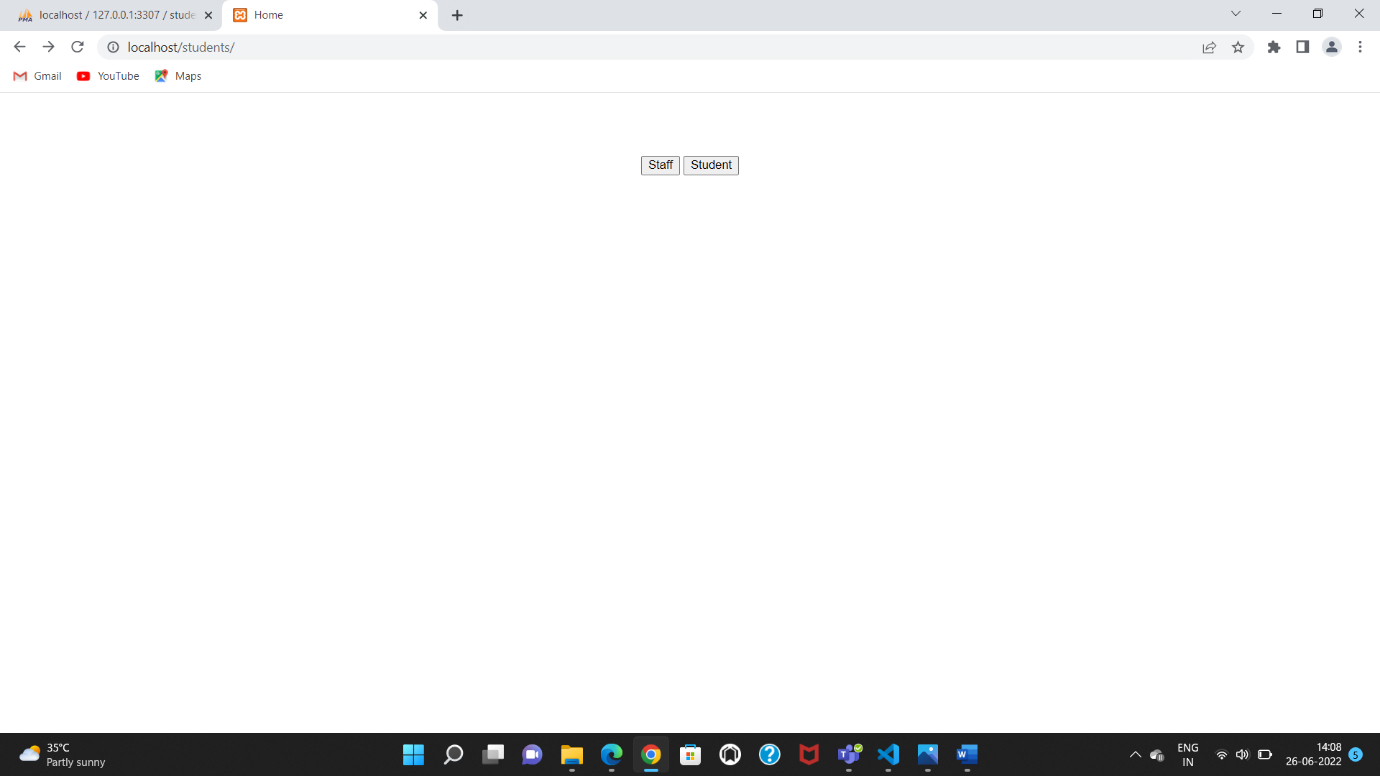 localhost / 127.0.0.1:3307 / stude
Home
localhost/students/
Gmail YouTube Maps
Staff Student
35°C
Partly sunny
ENG
IN
14:08
26-06-2022
5